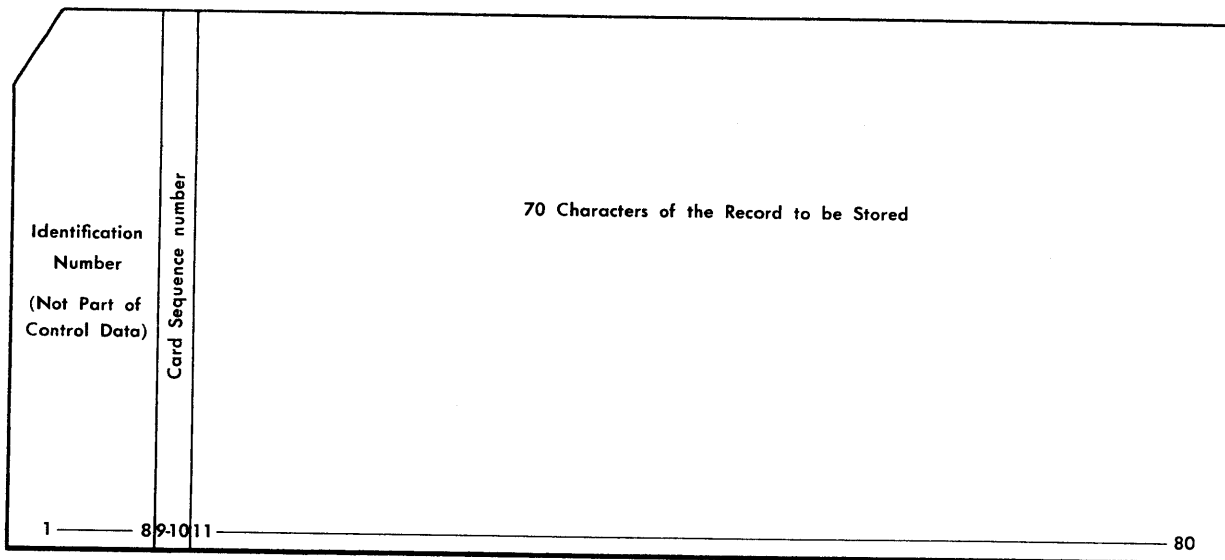 Identification
Number
(Not Part of
Control Data)
Card Sequence number
70 Characters of the Record to be Stored
1 8 9-10 11 80